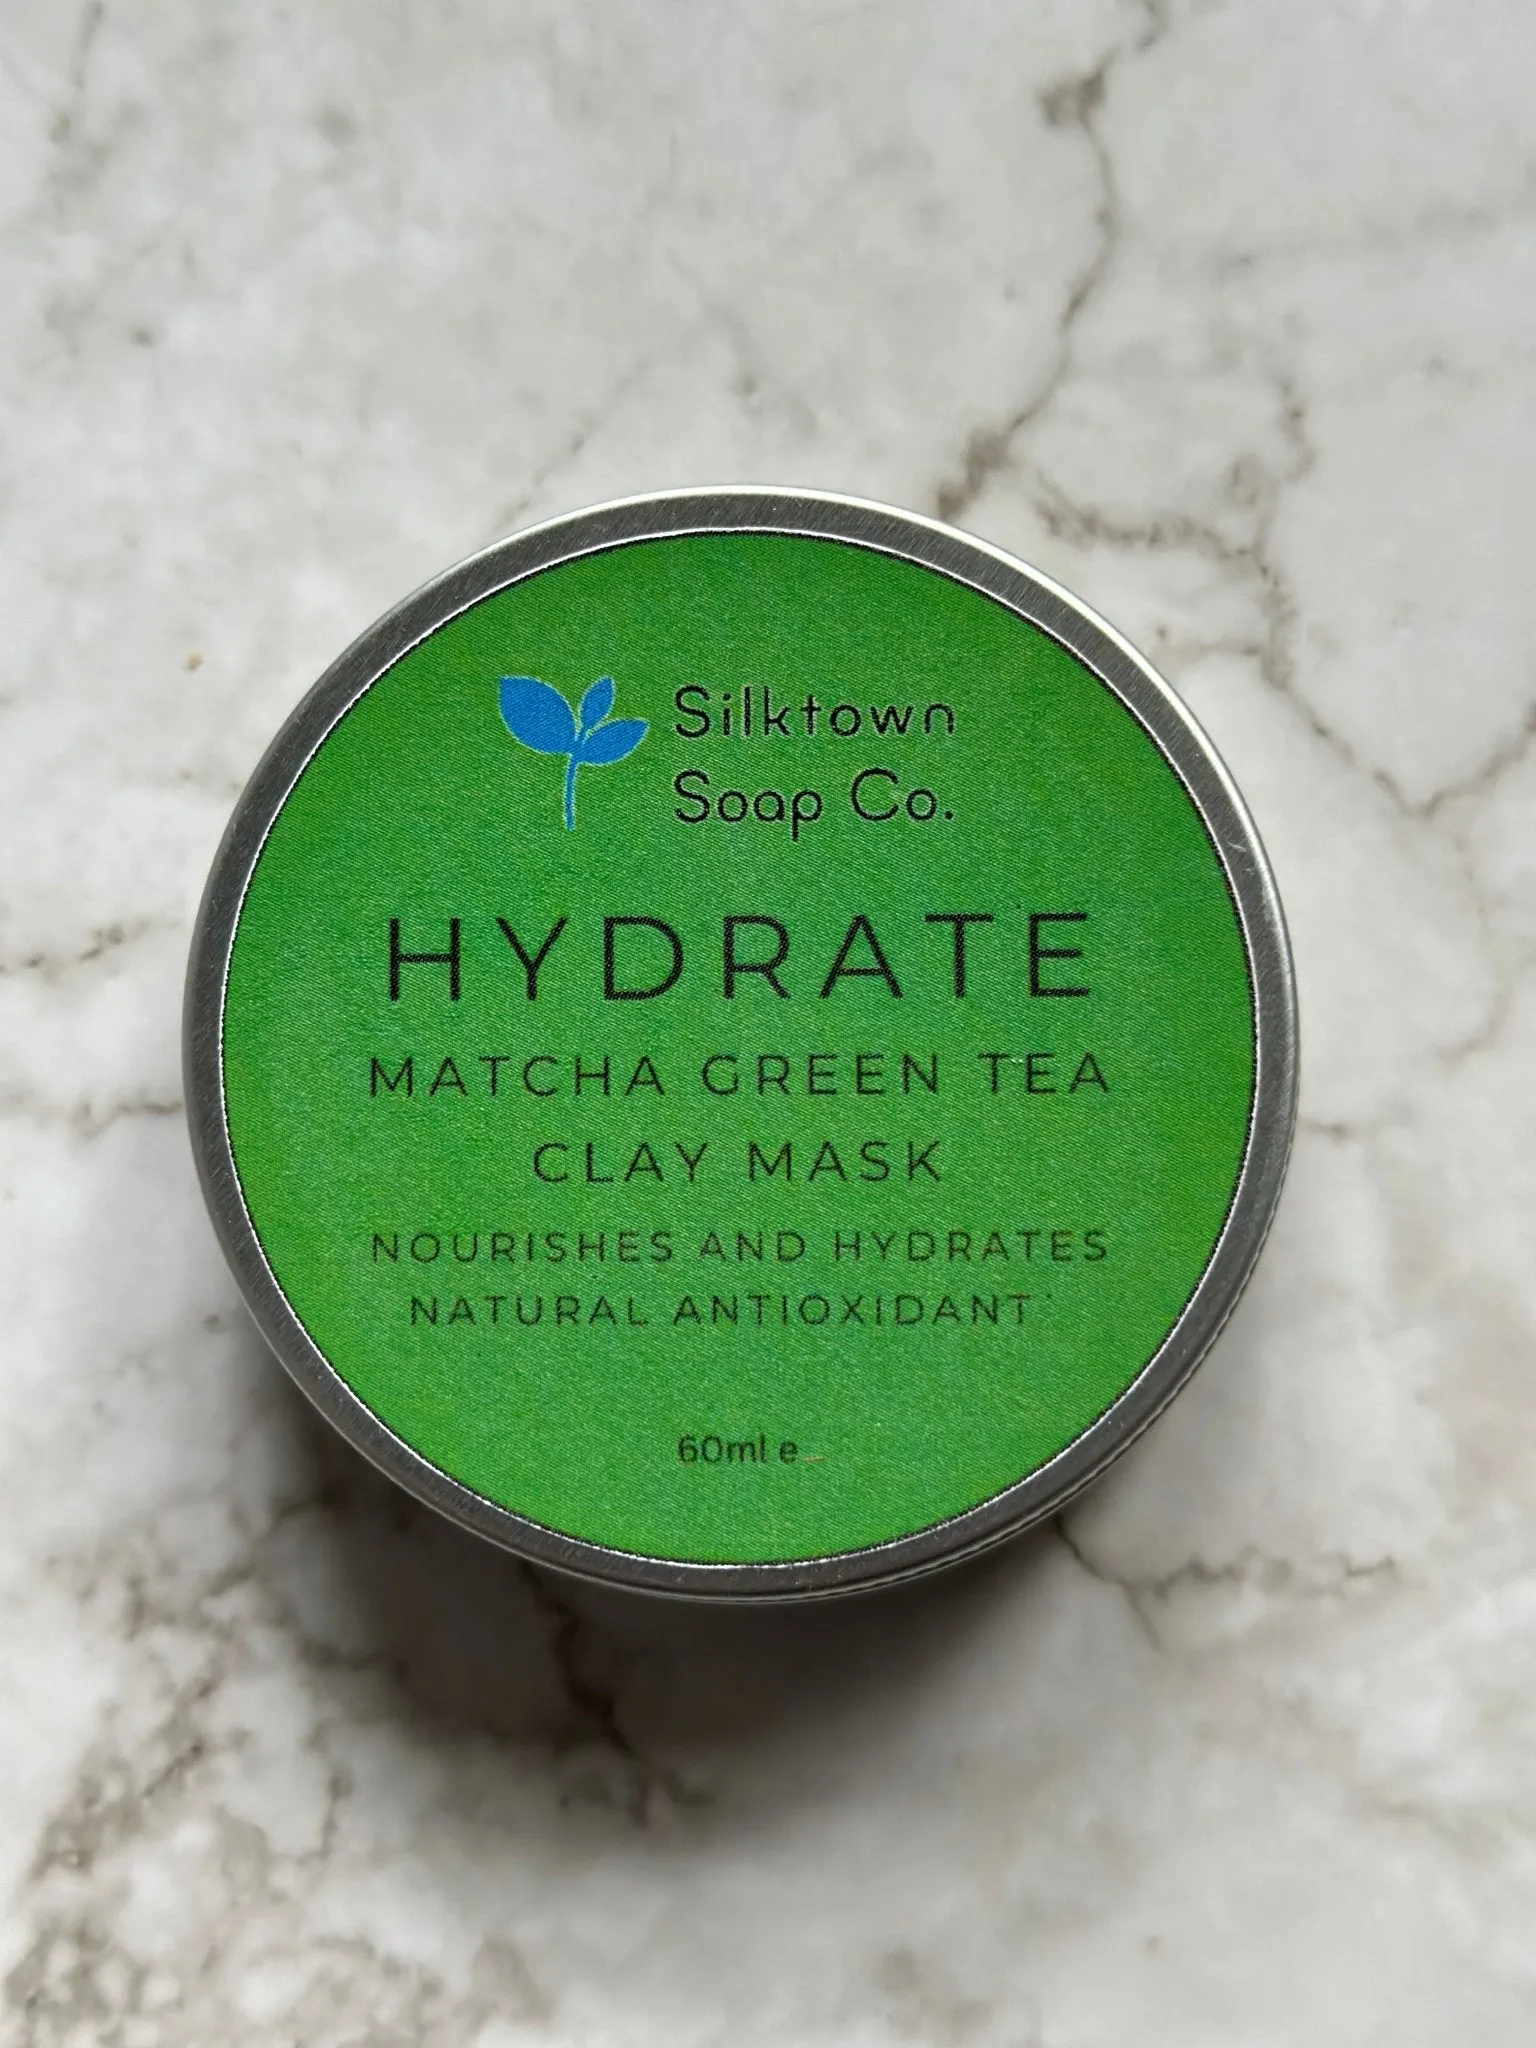 Silktown
Soap Co.
HYDRATE
MATCHA GREEN TEA
CLAY MASK
NOURISHES AND HYDRATES
NATURAL ANTIOXIDANT
60ml e